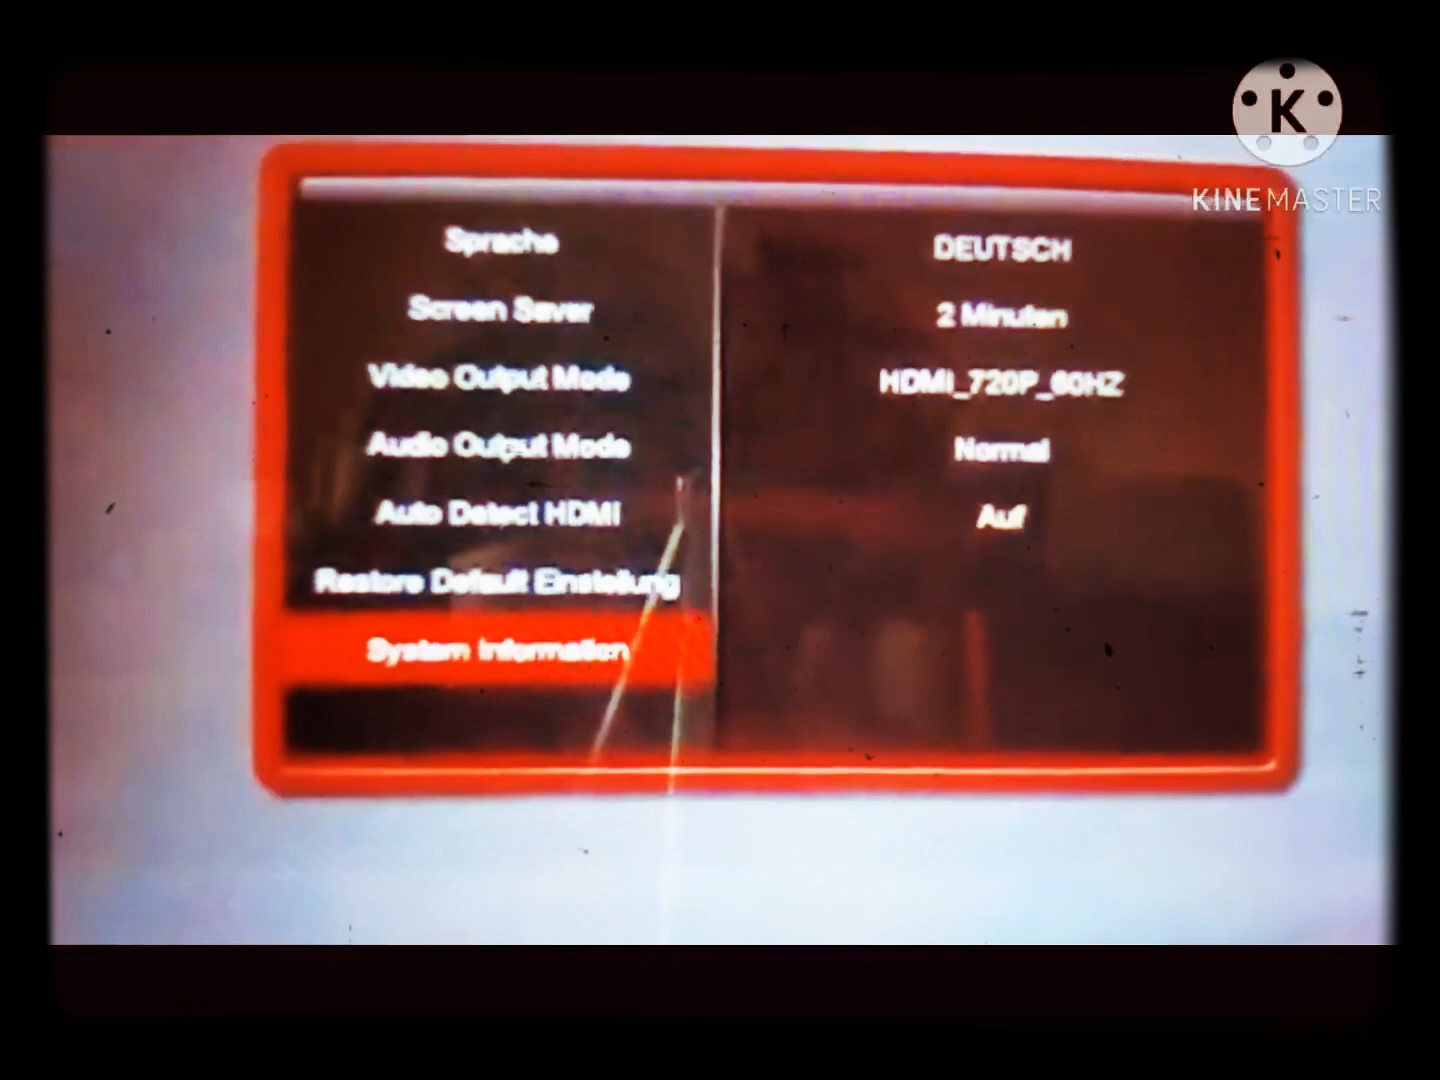 K
KINEMASTER
Sprache DEUTSCH
Screen Saver 2 Minuten
Video Output Mode HDMI_720P_60HZ
Audio Output Mode Normal
Auto Detect HDMI Auf
Restore Default Einstellung
System Information